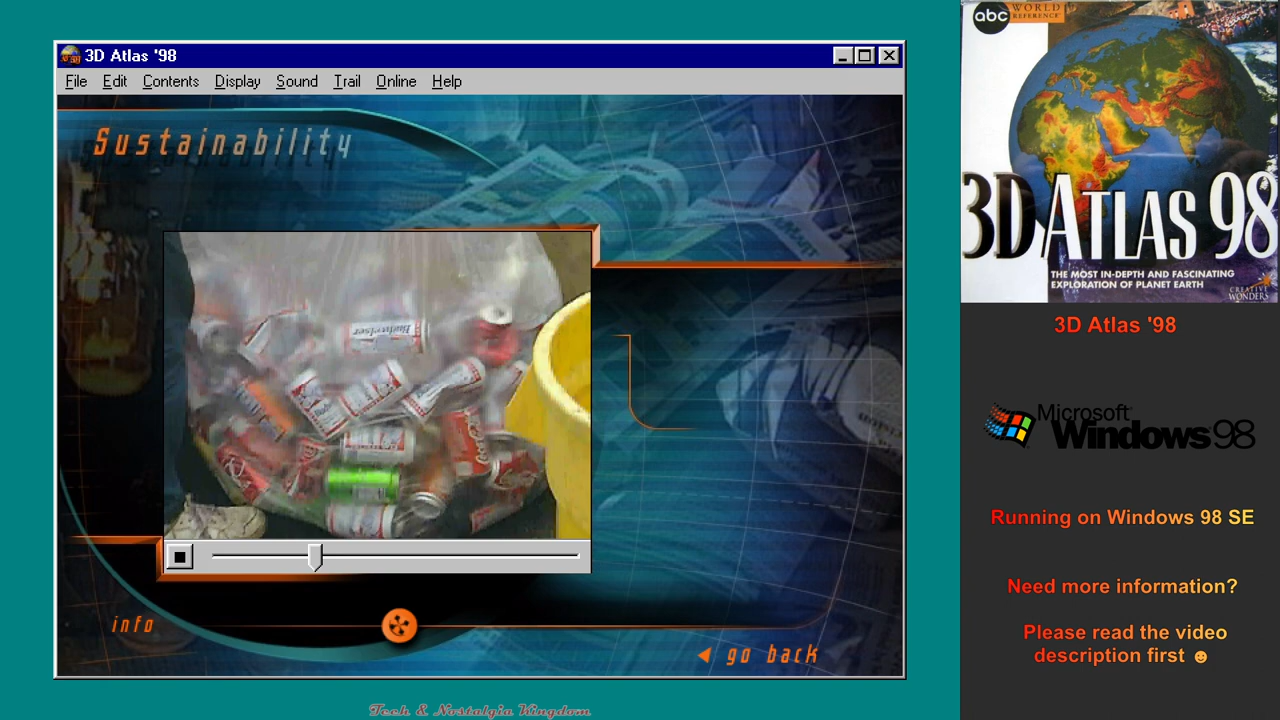 3D Atlas '98
File Edit Contents Display Sound Trail Online Help
Sustainability
Budweiser
info
go back
Tech & Nostalgia Kingdom
abc WORLD REFERENCE
3D ATLAS 98
THE MOST IN-DEPTH AND FASCINATING
EXPLORATION OF PLANET EARTH
CREATIVE
WONDERS
3D Atlas '98
Microsoft
Windows 98
Running on Windows 98 SE
Need more information?
Please read the video
description first ☻